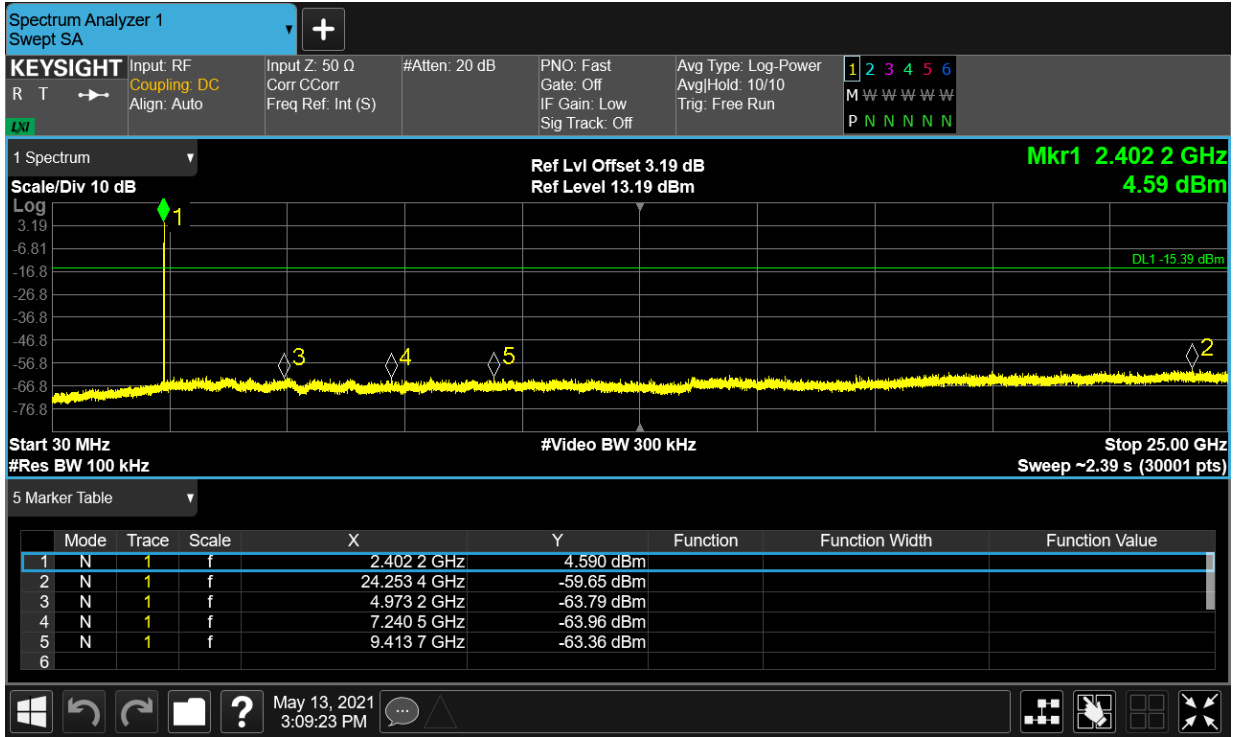 Spectrum Analyzer 1
Swept SA
KEYSIGHT
R T
LXI
Input: RF
Coupling: DC
Align: Auto
Input Z: 50 Ω
Corr CCorr
Freq Ref: Int (S)
#Atten: 20 dB
PNO: Fast
Gate: Off
IF Gain: Low
Sig Track: Off
Avg Type: Log-Power
Avg|Hold: 10/10
Trig: Free Run
1 2 3 4 5 6
M W W W W W
P N N N N N
1 Spectrum
Scale/Div 10 dB
Ref Lvl Offset 3.19 dB
Ref Level 13.19 dBm
Mkr1 2.402 2 GHz
4.59 dBm
Log
3.19
-6.81
-16.8
-26.8
-36.8
-46.8
-56.8
-66.8
-76.8
1
DL1 -15.39 dBm
3
4
5
2
Start 30 MHz
#Video BW 300 kHz
Stop 25.00 GHz
#Res BW 100 kHz
Sweep ~2.39 s (30001 pts)
5 Marker Table
Mode Trace Scale X Y Function Function Width Function Value
1 N 1 f 2.402 2 GHz 4.590 dBm
2 N 1 f 24.253 4 GHz -59.65 dBm
3 N 1 f 4.973 2 GHz -63.79 dBm
4 N 1 f 7.240 5 GHz -63.96 dBm
5 N 1 f 9.413 7 GHz -63.36 dBm
6
May 13, 2021
3:09:23 PM